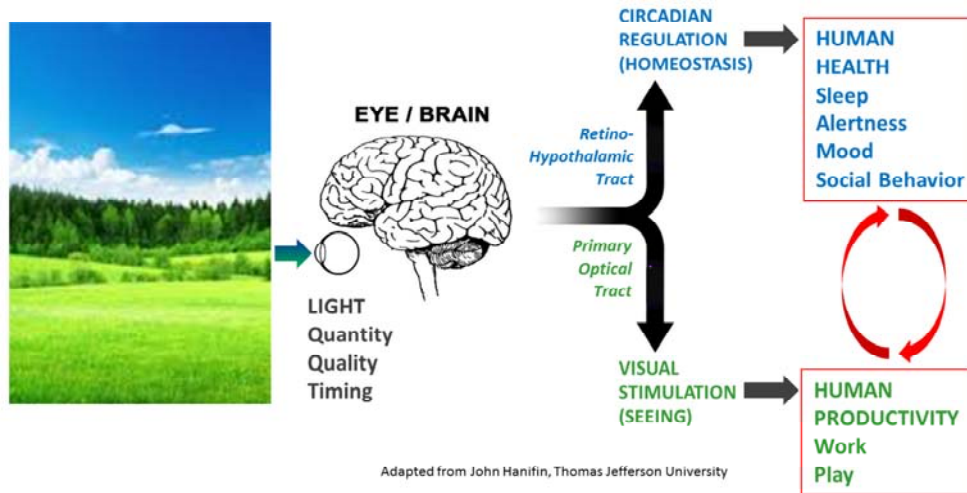 EYE / BRAIN
LIGHT
Quantity
Quality
Timing
Retino-
Hypothalamic
Tract
Primary
Optical
Tract
CIRCADIAN
REGULATION
(HOMEOSTASIS)
HUMAN
HEALTH
Sleep
Alertness
Mood
Social Behavior
VISUAL
STIMULATION
(SEEING)
HUMAN
PRODUCTIVITY
Work
Play
Adapted from John Hanifin, Thomas Jefferson University